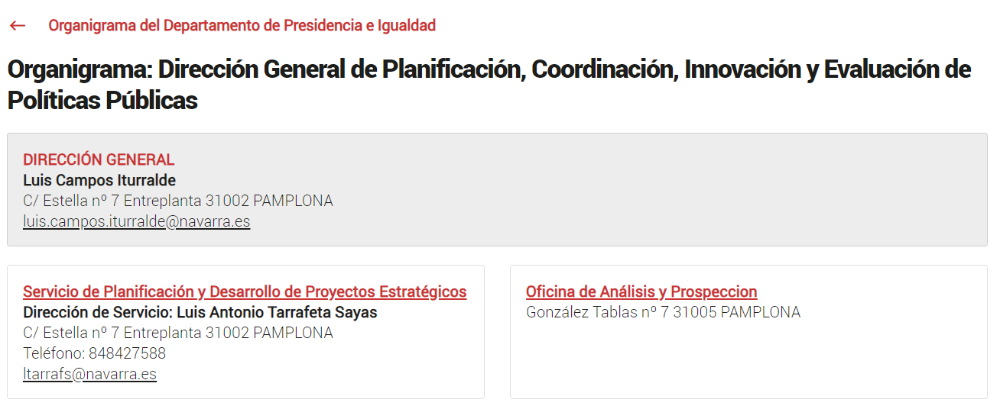 ← Organigrama del Departamento de Presidencia e Igualdad
Organigrama: Dirección General de Planificación, Coordinación, Innovación y Evaluación de
Políticas Públicas
DIRECCIÓN GENERAL
Luis Campos Iturralde
C/ Estella nº 7 Entreplanta 31002 PAMPLONA
luis.campos.iturralde@navarra.es
Servicio de Planificación y Desarrollo de Proyectos Estratégicos
Dirección de Servicio: Luis Antonio Tarrafeta Sayas
C/ Estella nº 7 Entreplanta 31002 PAMPLONA
Teléfono: 848427588
ltarrafs@navarra.es
Oficina de Análisis y Prospeccion
González Tablas nº 7 31005 PAMPLONA